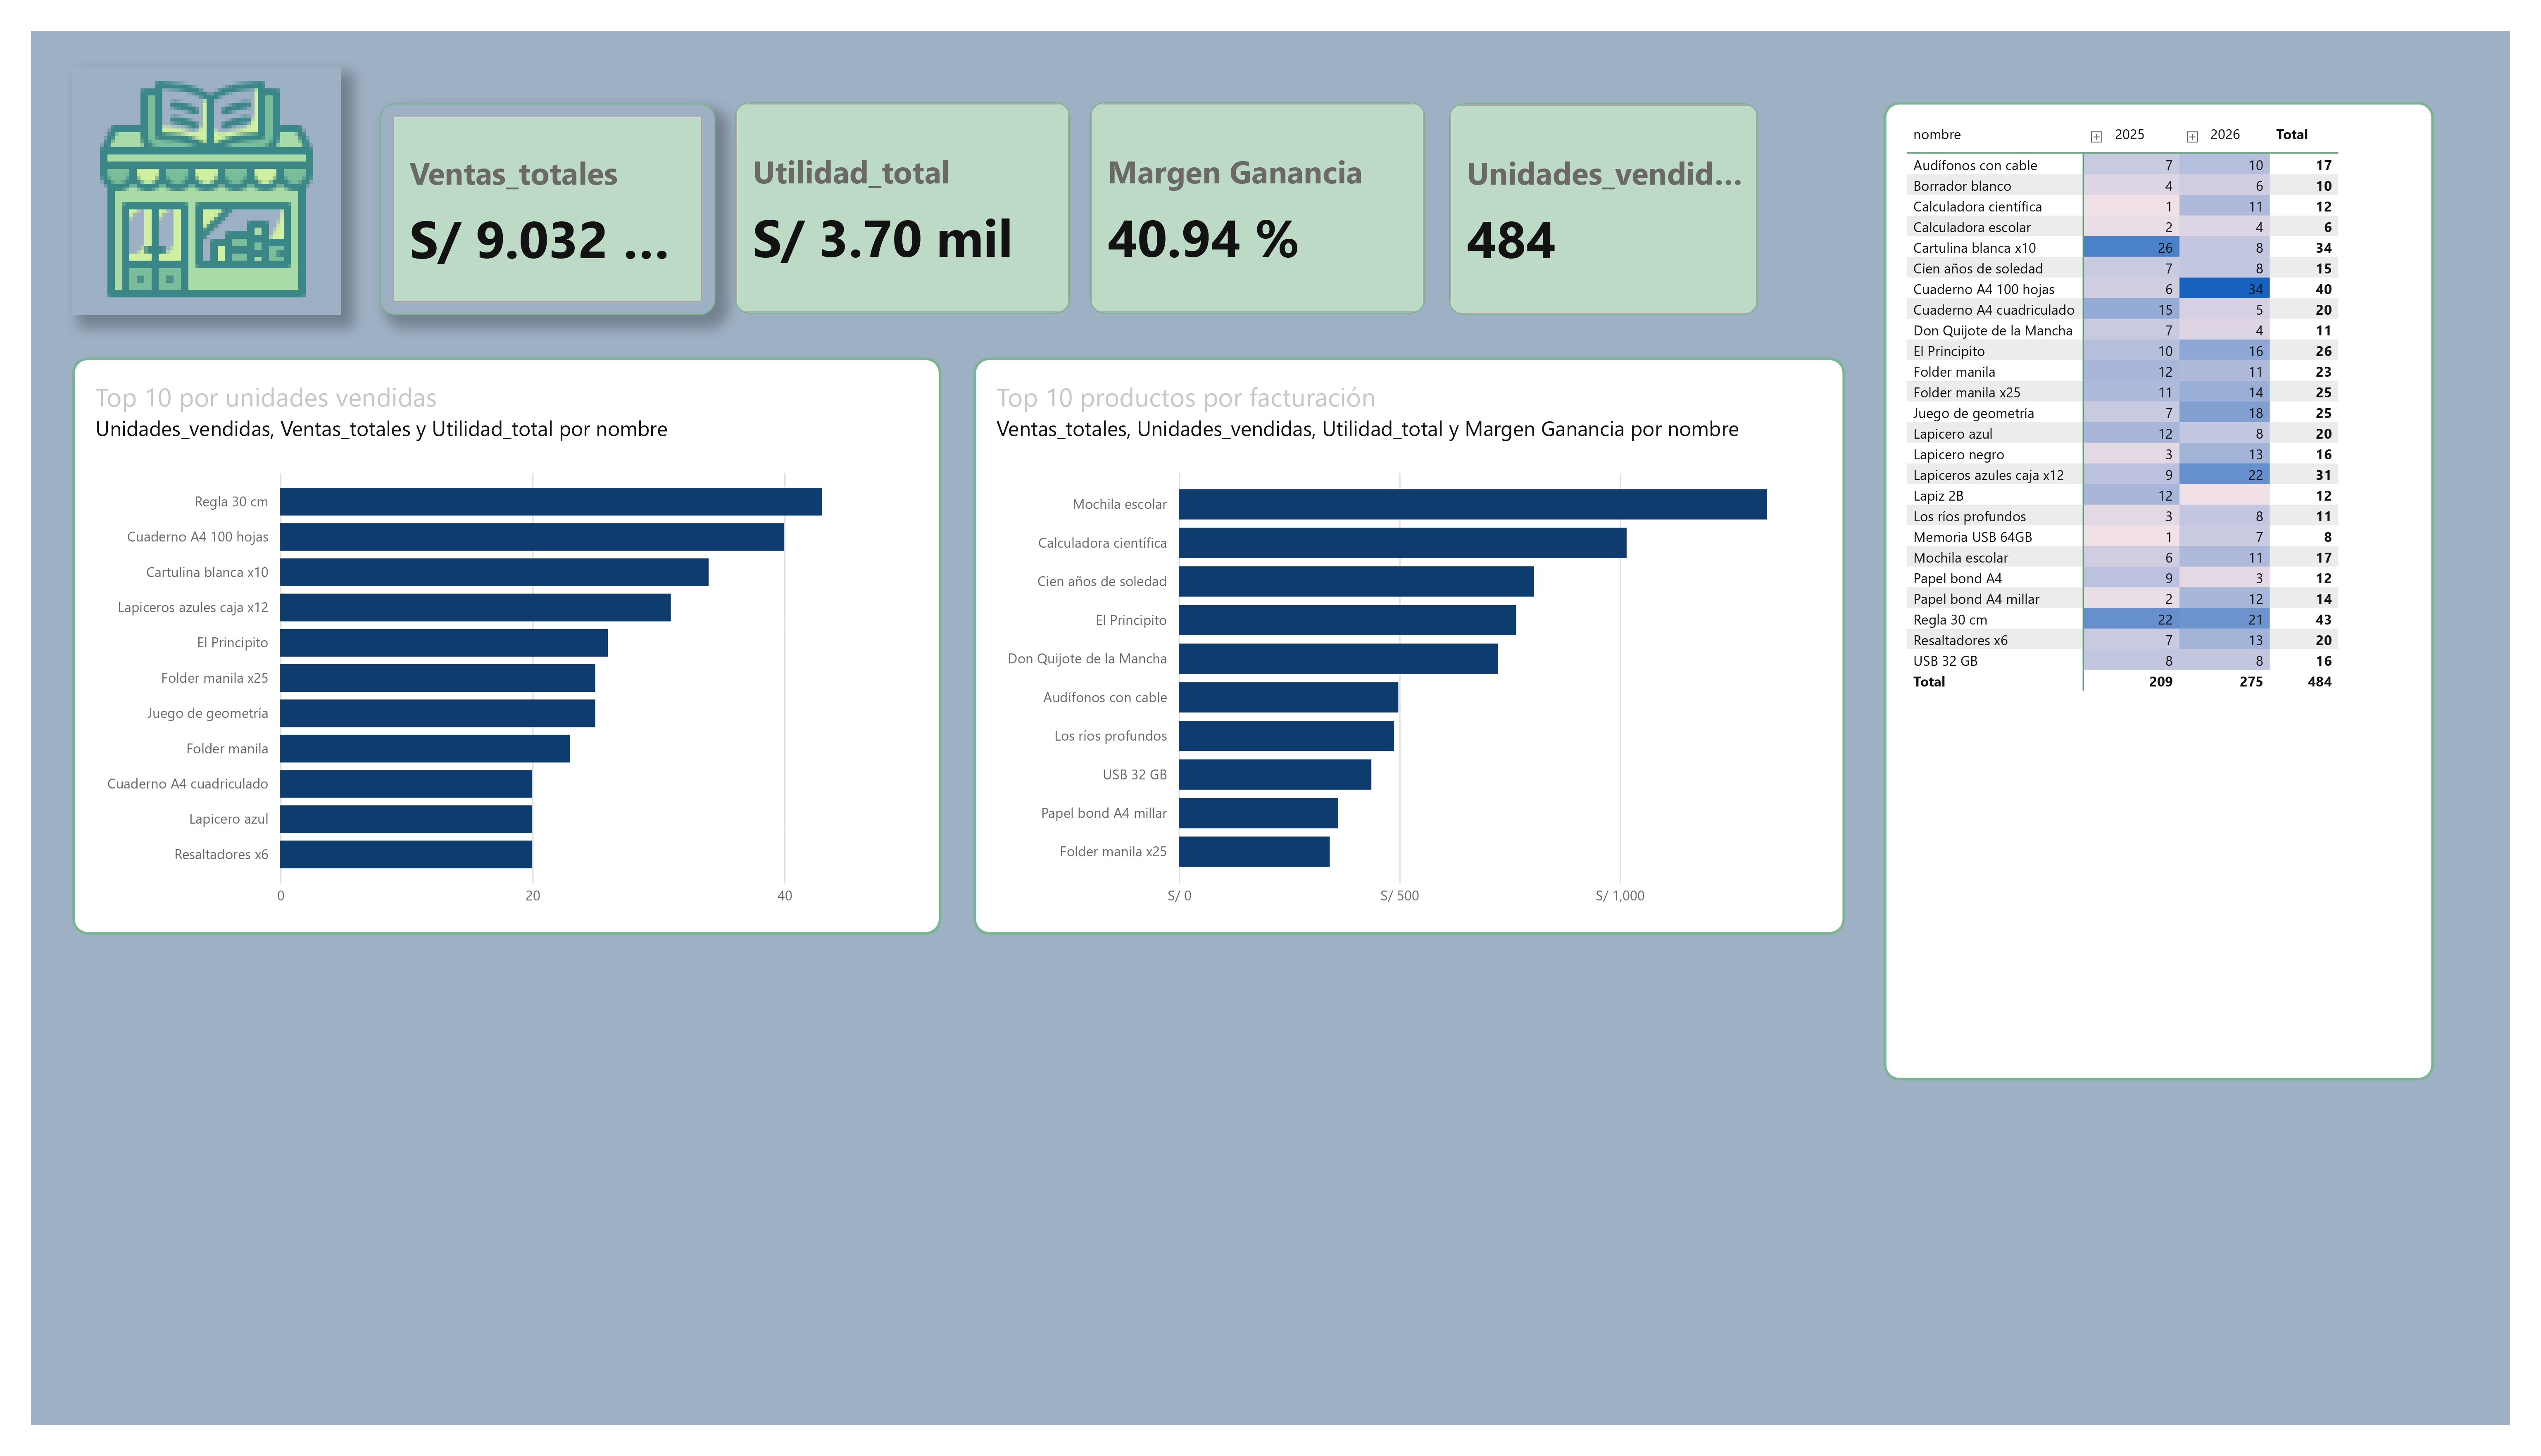 Ventas_totales
S/ 9.032 ...
Utilidad_total
S/ 3.70 mil
Margen Ganancia
40.94 %
Unidades_vendid...
484
Top 10 por unidades vendidas
Unidades_vendidas, Ventas_totales y Utilidad_total por nombre
Regla 30 cm
Cuaderno A4 100 hojas
Cartulina blanca x10
Lapiceros azules caja x12
El Principito
Folder manila x25
Juego de geometría
Folder manila
Cuaderno A4 cuadriculado
Lapicero azul
Resaltadores x6
0 20 40
Top 10 productos por facturación
Ventas_totales, Unidades_vendidas, Utilidad_total y Margen Ganancia por nombre
Mochila escolar
Calculadora científica
Cien años de soledad
El Principito
Don Quijote de la Mancha
Audífonos con cable
Los ríos profundos
USB 32 GB
Papel bond A4 millar
Folder manila x25
S/ 0 S/ 500 S/ 1,000
nombre 2025 2026 Total
Audífonos con cable 7 10 17
Borrador blanco 4 6 10
Calculadora científica 1 11 12
Calculadora escolar 2 4 6
Cartulina blanca x10 26 8 34
Cien años de soledad 7 8 15
Cuaderno A4 100 hojas 6 34 40
Cuaderno A4 cuadriculado 15 5 20
Don Quijote de la Mancha 7 4 11
El Principito 10 16 26
Folder manila 12 11 23
Folder manila x25 11 14 25
Juego de geometría 7 18 25
Lapicero azul 12 8 20
Lapicero negro 3 13 16
Lapiceros azules caja x12 9 22 31
Lapiz 2B 12 12
Los ríos profundos 3 8 11
Memoria USB 64GB 1 7 8
Mochila escolar 6 11 17
Papel bond A4 9 3 12
Papel bond A4 millar 2 12 14
Regla 30 cm 22 21 43
Resaltadores x6 7 13 20
USB 32 GB 8 8 16
Total 209 275 484